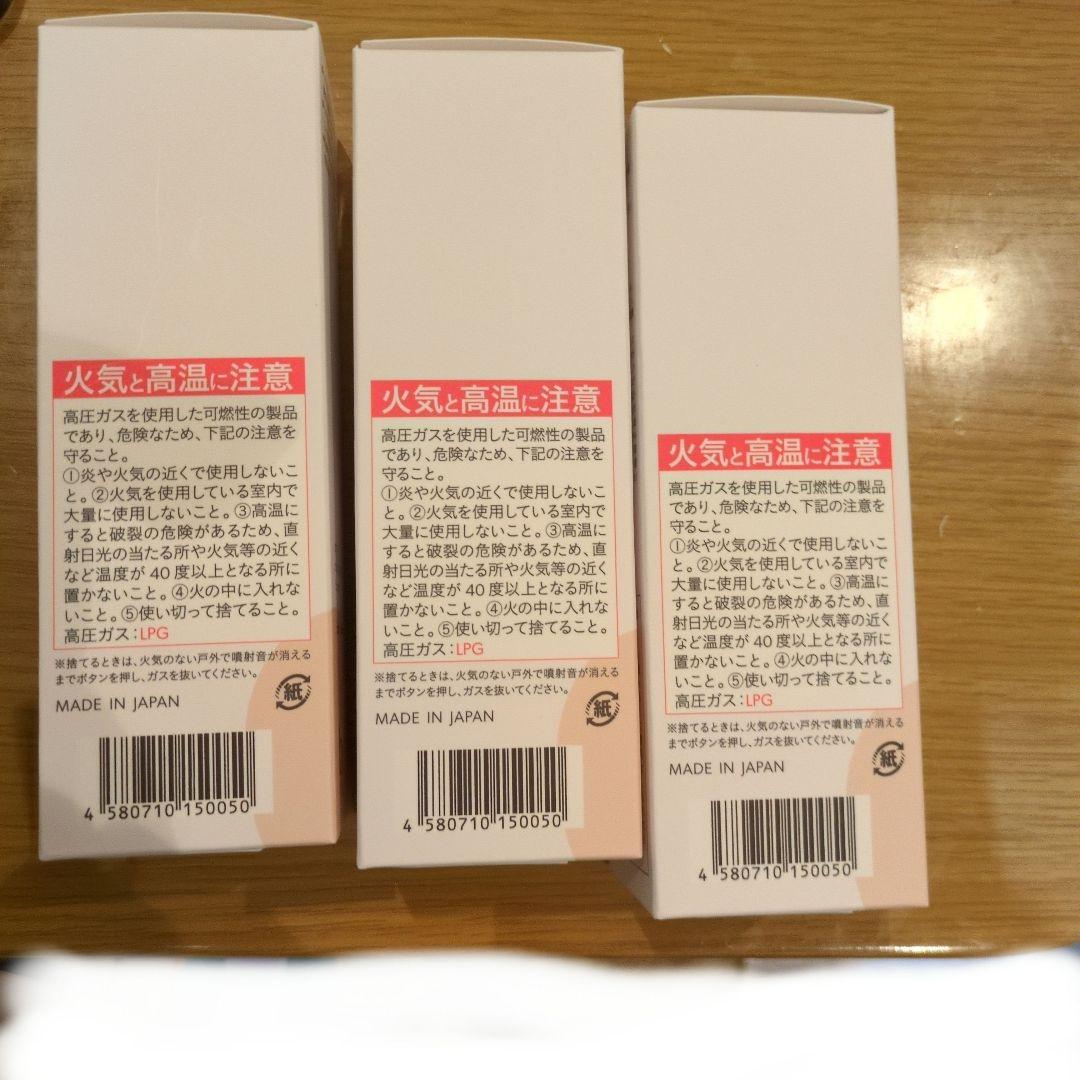 火気と高温に注意
高圧ガスを使用した可燃性の製品
であり、危険なため、下記の注意を
守ること。
①炎や火気の近くで使用しないこ
と。②火気を使用している室内で
大量に使用しないこと。③高温に
すると破裂の危険があるため、直
射日光の当たる所や火気等の近く
など温度が 40 度以上となる所に
置かないこと。④火の中に入れな
いこと。⑤使い切って捨てること。
高圧ガス：LPG
※捨てるときは、火気のない戸外で噴射音が消える
までボタンを押し、ガスを抜いてください。
紙
MADE IN JAPAN
4 580710 150050
火気と高温に注意
高圧ガスを使用した可燃性の製品
であり、危険なため、下記の注意を
守ること。
①炎や火気の近くで使用しないこ
と。②火気を使用している室内で
大量に使用しないこと。③高温に
すると破裂の危険があるため、直
射日光の当たる所や火気等の近く
など温度が 40 度以上となる所に
置かないこと。④火の中に入れな
いこと。⑤使い切って捨てること。
高圧ガス：LPG
※捨てるときは、火気のない戸外で噴射音が消える
までボタンを押し、ガスを抜いてください。
紙
MADE IN JAPAN
4 580710 150050
火気と高温に注意
高圧ガスを使用した可燃性の製品
であり、危険なため、下記の注意を
守ること。
①炎や火気の近くで使用しないこ
と。②火気を使用している室内で
大量に使用しないこと。③高温に
すると破裂の危険があるため、直
射日光の当たる所や火気等の近く
など温度が 40 度以上となる所に
置かないこと。④火の中に入れな
いこと。⑤使い切って捨てること。
高圧ガス：LPG
※捨てるときは、火気のない戸外で噴射音が消える
までボタンを押し、ガスを抜いてください。
紙
MADE IN JAPAN
4 580710 150050